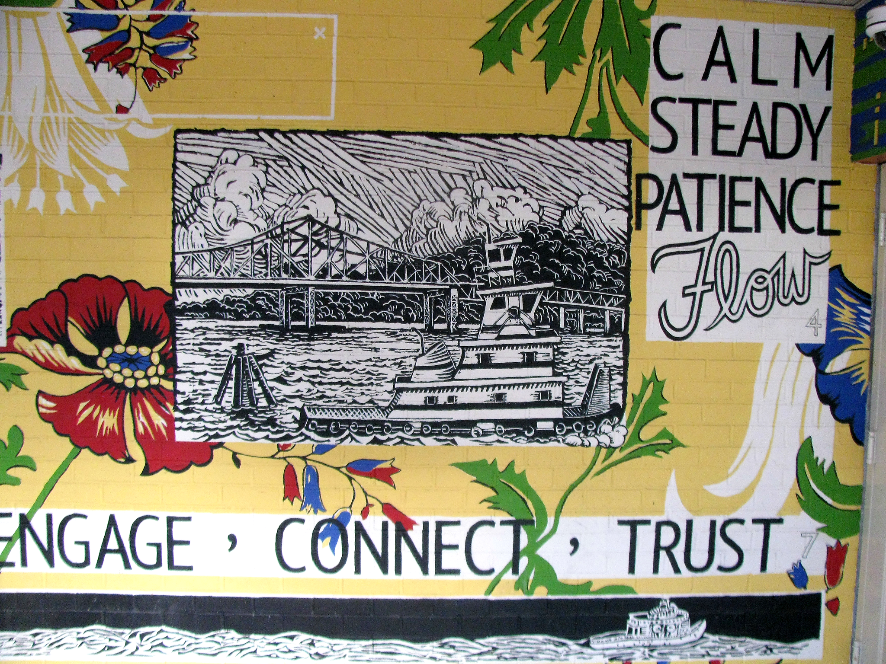 CALM
STEADY
PATIENCE
Flow
4
ENGAGE, CONNECT, TRUST
7